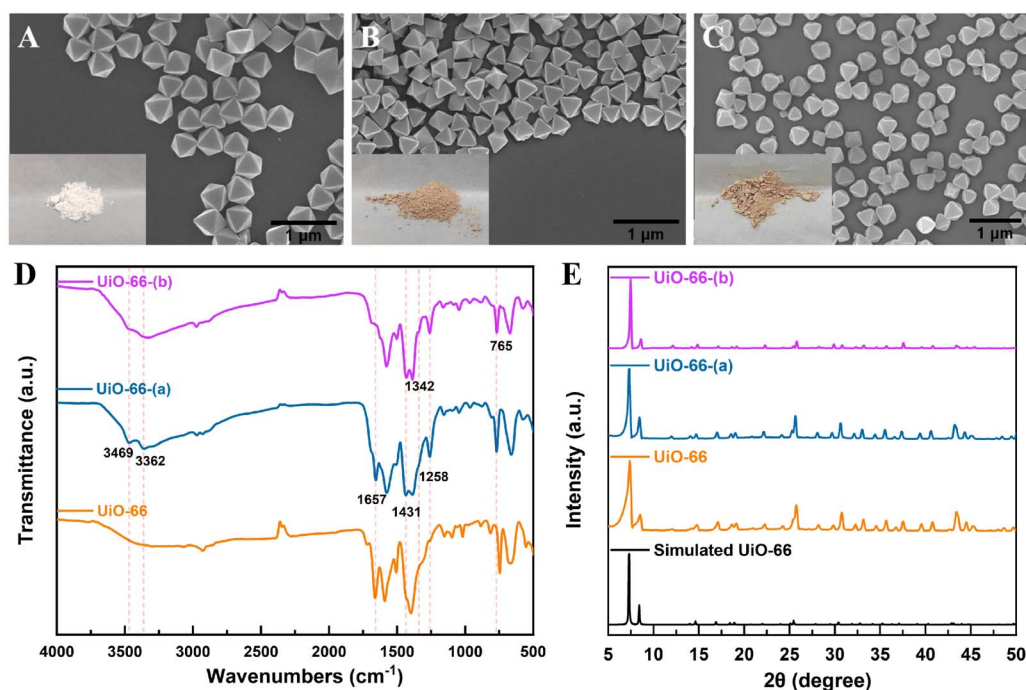 A
1 μm
B
1 μm
C
1 μm
D
UiO-66-(b)
765
1342
UiO-66-(a)
3469
3362
1657
1431
1258
UiO-66
Transmittance (a.u.)
4000 3500 3000 2500 2000 1500 1000 500
Wavenumbers (cm⁻¹)
E
UiO-66-(b)
UiO-66-(a)
UiO-66
Simulated UiO-66
Intensity (a.u.)
5 10 15 20 25 30 35 40 45 50
2θ (degree)